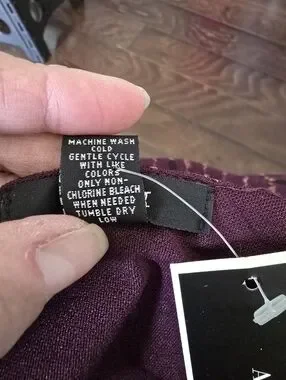 MACHINE WASH
COLD
GENTLE CYCLE
WITH LIKE
COLORS
ONLY NON-
CHLORINE BLEACH
WHEN NEEDED
TUMBLE DRY
LOW
T
A